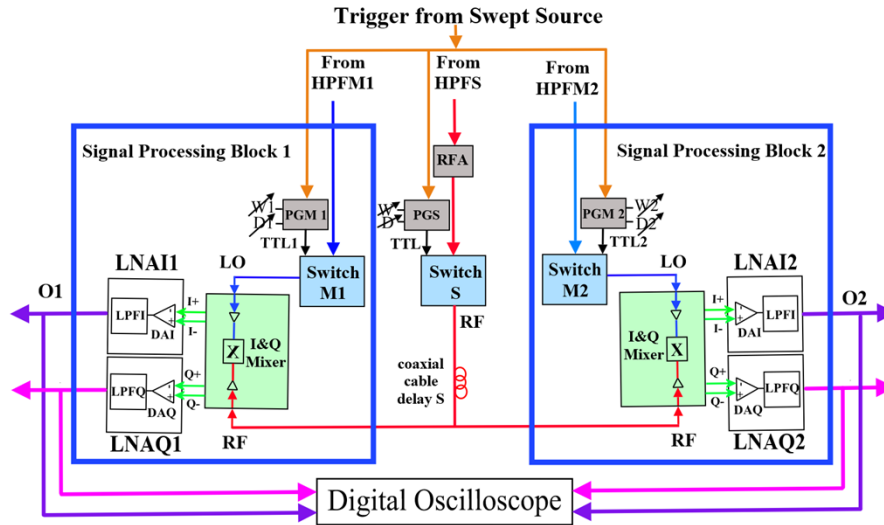 Trigger from Swept Source
From
HPFM1
From
HPFS
From
HPFM2
Signal Processing Block 1
Signal Processing Block 2
RFA
W1
D1
PGM 1
TTL1
W
D
PGS
TTL
PGM 2
W2
D2
TTL2
LNAI1
LO
Switch
M1
Switch
S
Switch
M2
LO
LNAI2
O1
LPFI
-
+
DAI
I+
I-
RF
I+
I-
-
+
DAI
LPFI
O2
X
I&Q
Mixer
coaxial
cable
delay S
I&Q
Mixer
X
LPFQ
-
+
DAQ
Q+
Q-
Q+
Q-
-
+
DAQ
LPFQ
LNAQ1
RF
RF
LNAQ2
Digital Oscilloscope